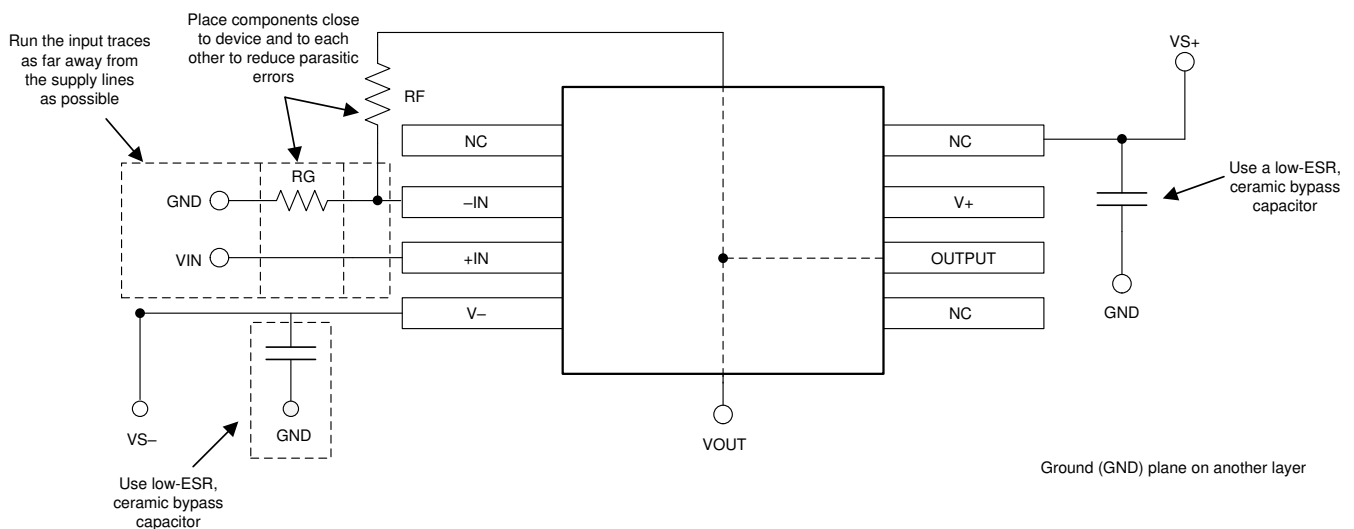 Run the input traces
as far away from
the supply lines
as possible
Place components close
to device and to each
other to reduce parasitic
errors
VS+
RF
NC
NC
Use a low-ESR,
ceramic bypass
capacitor
RG
GND
–IN
V+
VIN
+IN
OUTPUT
V–
NC
GND
VS–
GND
VOUT
Use low-ESR,
ceramic bypass
capacitor
Ground (GND) plane on another layer